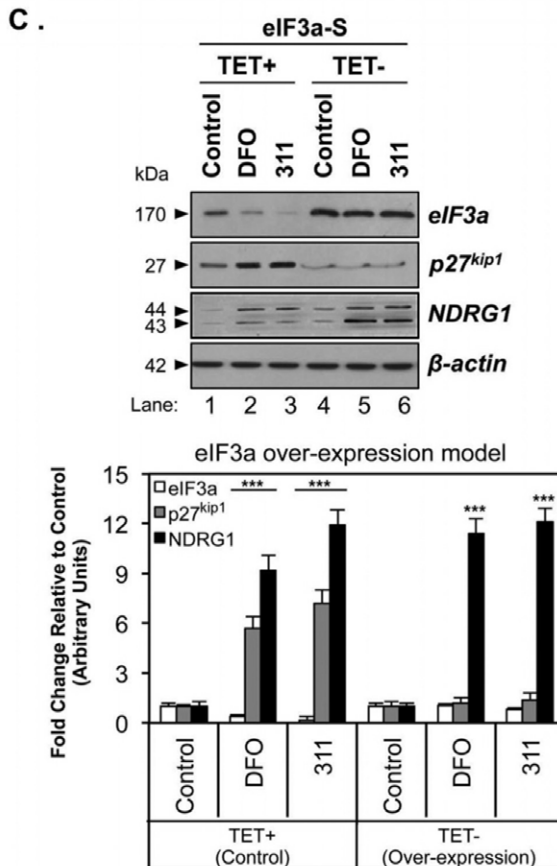 C .
eIF3a-S
TET+ TET-
Control DFO 311 Control DFO 311
kDa
170 eIF3a
27 p27kip1
44
43 NDRG1
42 β-actin
Lane: 1 2 3 4 5 6
eIF3a over-expression model
Fold Change Relative to Control
(Arbitrary Units)
15
12
9
6
3
0
eIF3a
p27kip1
NDRG1
*** *** *** ***
Control DFO 311 Control DFO 311
TET+ TET-
(Control) (Over-expression)